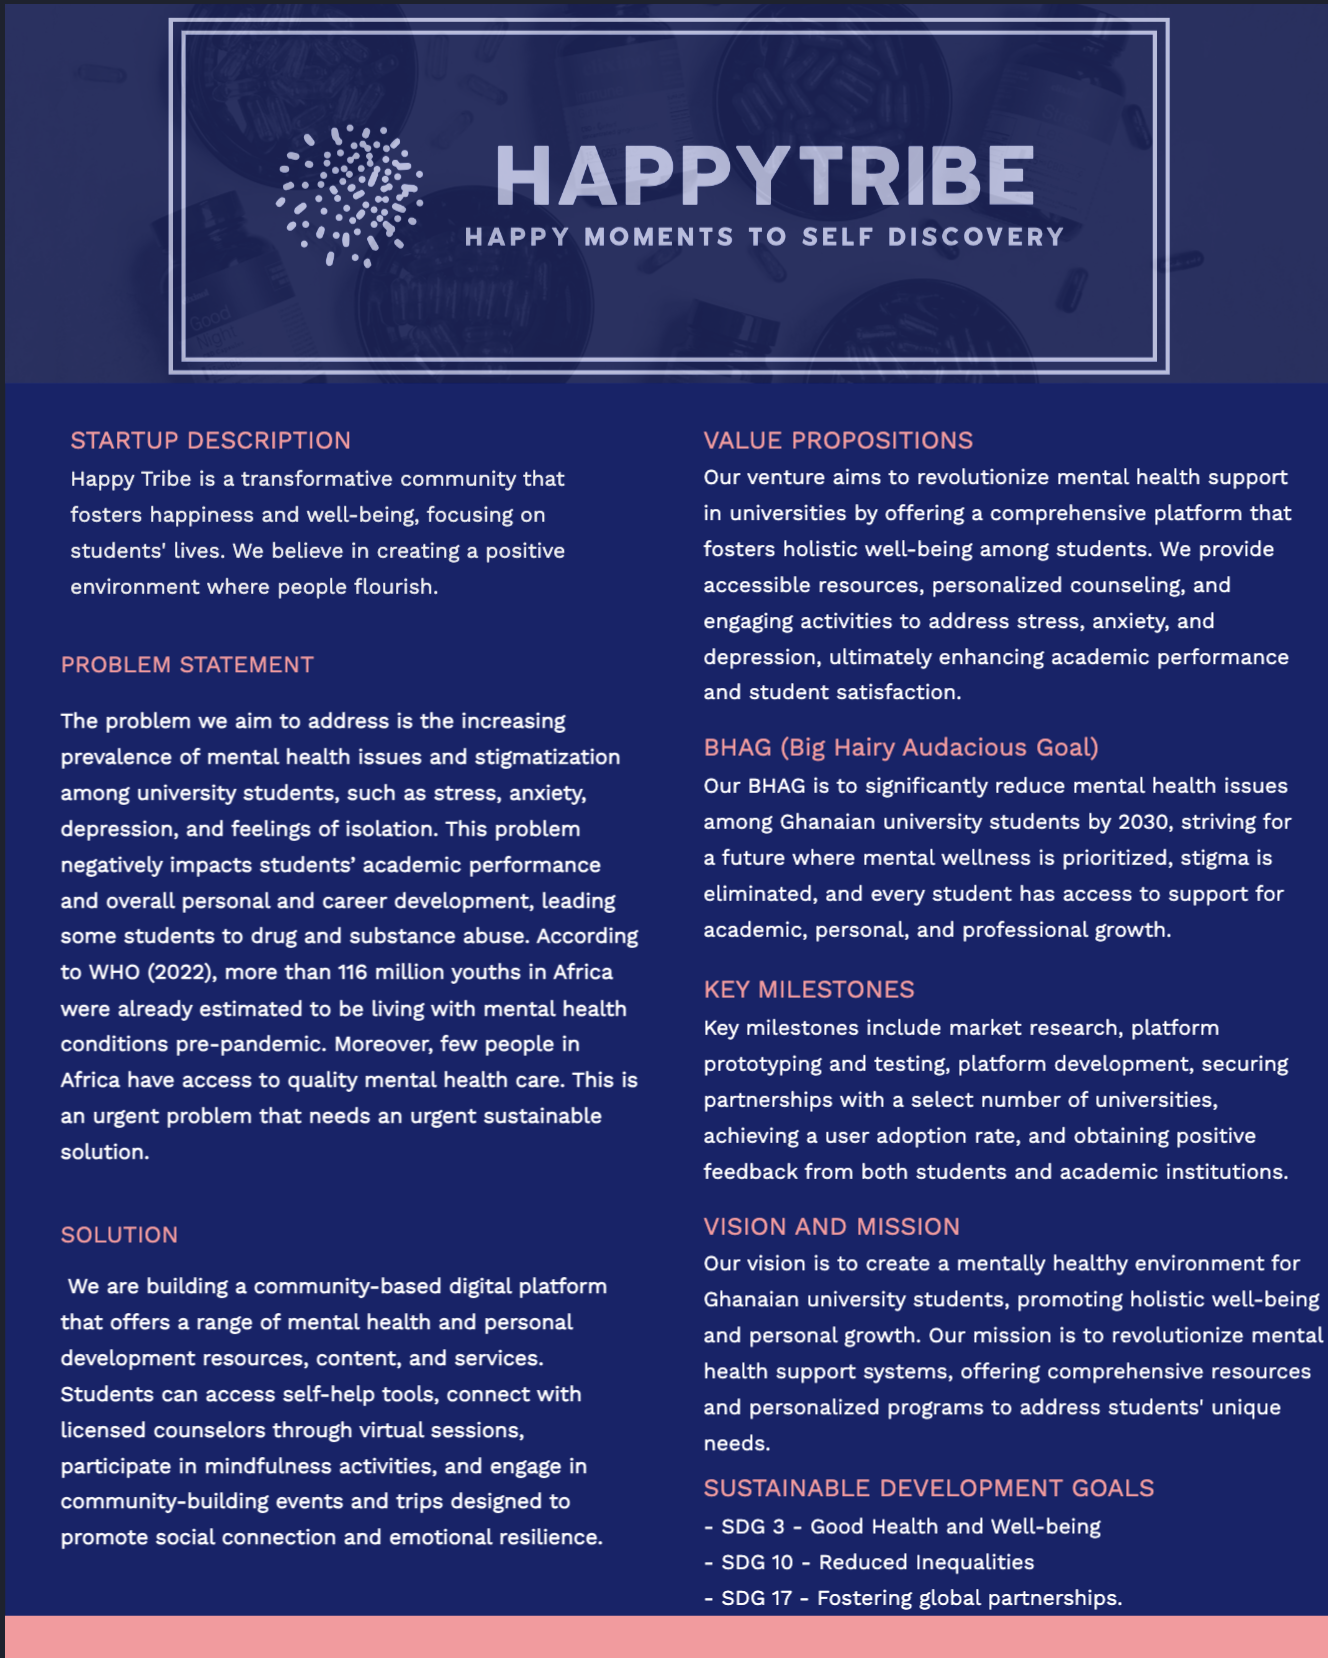 HAPPYTRIBE
HAPPY MOMENTS TO SELF DISCOVERY
Good
Night
STARTUP DESCRIPTION
Happy Tribe is a transformative community that
fosters happiness and well-being, focusing on
students' lives. We believe in creating a positive
environment where people flourish.
PROBLEM STATEMENT
The problem we aim to address is the increasing
prevalence of mental health issues and stigmatization
among university students, such as stress, anxiety,
depression, and feelings of isolation. This problem
negatively impacts students’ academic performance
and overall personal and career development, leading
some students to drug and substance abuse. According
to WHO (2022), more than 116 million youths in Africa
were already estimated to be living with mental health
conditions pre-pandemic. Moreover, few people in
Africa have access to quality mental health care. This is
an urgent problem that needs an urgent sustainable
solution.
SOLUTION
We are building a community-based digital platform
that offers a range of mental health and personal
development resources, content, and services.
Students can access self-help tools, connect with
licensed counselors through virtual sessions,
participate in mindfulness activities, and engage in
community-building events and trips designed to
promote social connection and emotional resilience.
VALUE PROPOSITIONS
Our venture aims to revolutionize mental health support
in universities by offering a comprehensive platform that
fosters holistic well-being among students. We provide
accessible resources, personalized counseling, and
engaging activities to address stress, anxiety, and
depression, ultimately enhancing academic performance
and student satisfaction.
BHAG (Big Hairy Audacious Goal)
Our BHAG is to significantly reduce mental health issues
among Ghanaian university students by 2030, striving for
a future where mental wellness is prioritized, stigma is
eliminated, and every student has access to support for
academic, personal, and professional growth.
KEY MILESTONES
Key milestones include market research, platform
prototyping and testing, platform development, securing
partnerships with a select number of universities,
achieving a user adoption rate, and obtaining positive
feedback from both students and academic institutions.
VISION AND MISSION
Our vision is to create a mentally healthy environment for
Ghanaian university students, promoting holistic well-being
and personal growth. Our mission is to revolutionize mental
health support systems, offering comprehensive resources
and personalized programs to address students' unique
needs.
SUSTAINABLE DEVELOPMENT GOALS
- SDG 3 - Good Health and Well-being
- SDG 10 - Reduced Inequalities
- SDG 17 - Fostering global partnerships.